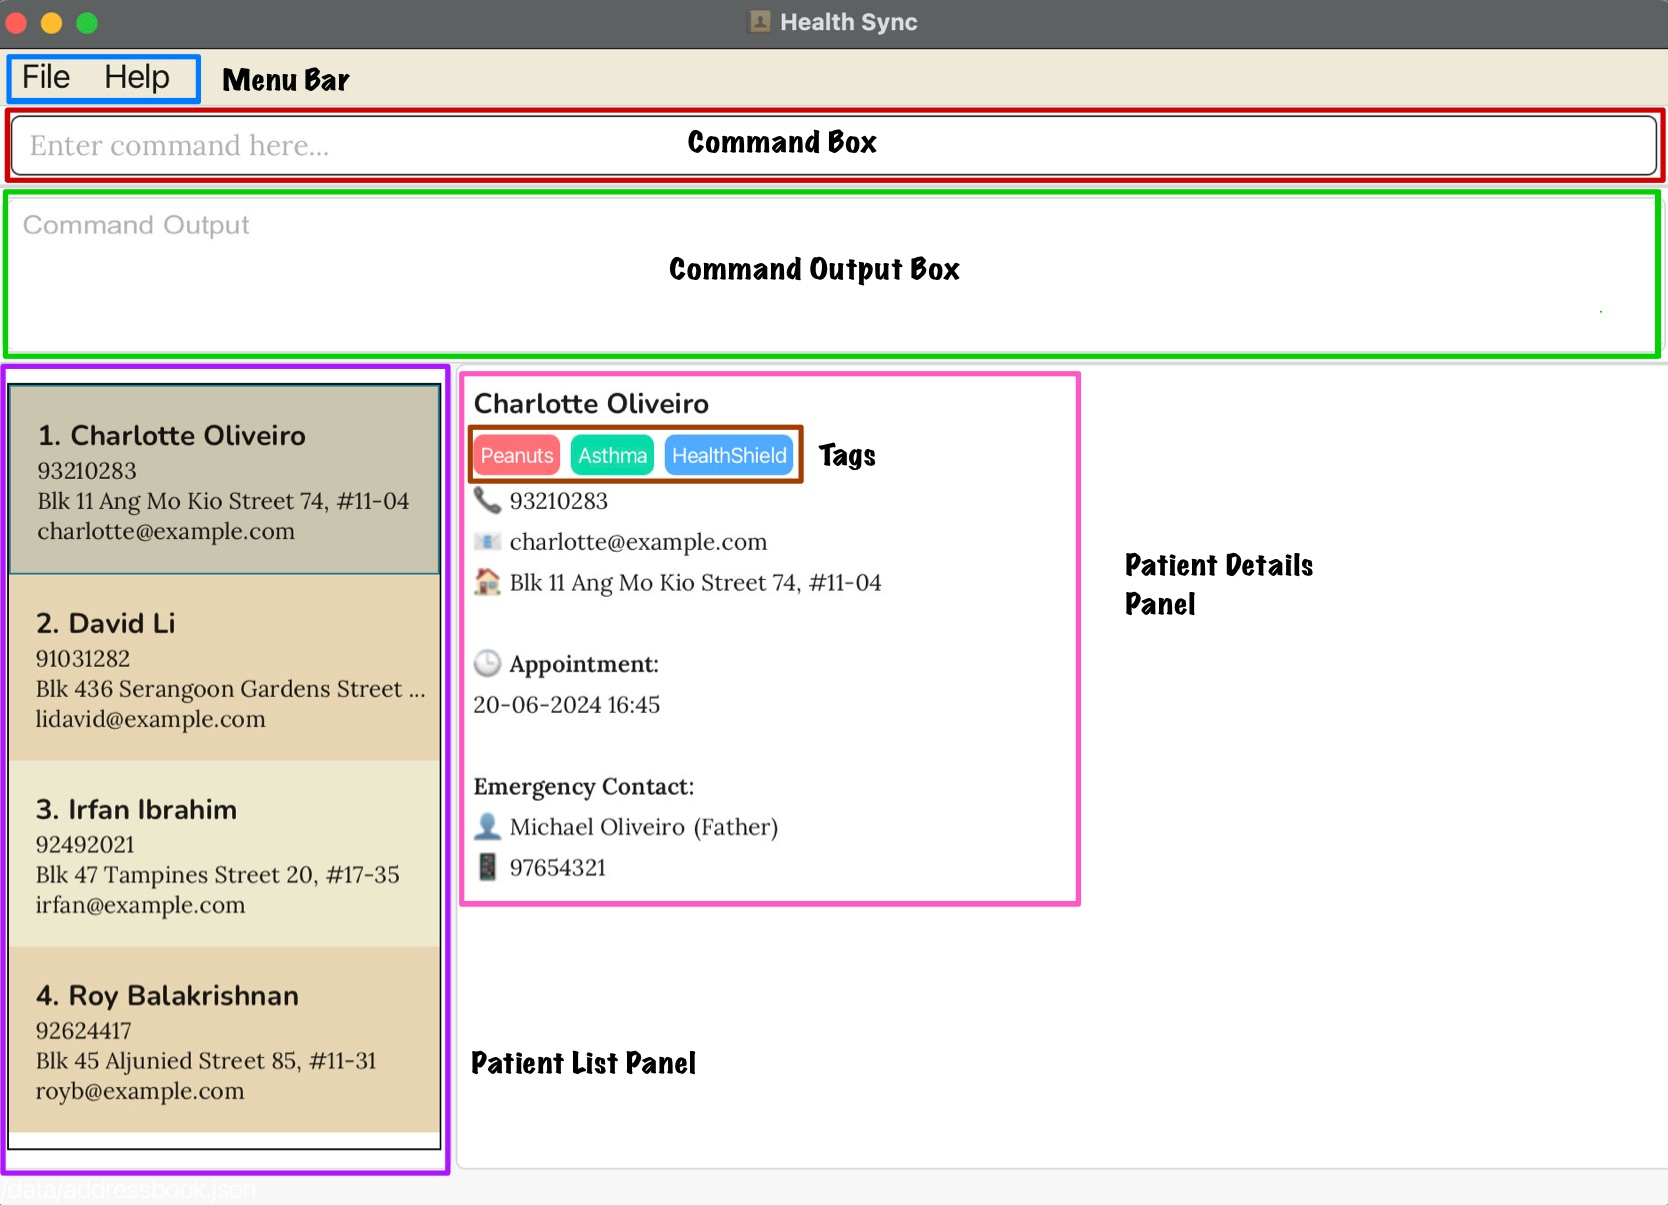 Health Sync
File Help Menu Bar
Enter command here... Command Box
Command Output
Command Output Box
1. Charlotte Oliveiro
93210283
Blk 11 Ang Mo Kio Street 74, #11-04
charlotte@example.com
2. David Li
91031282
Blk 436 Serangoon Gardens Street ...
lidavid@example.com
3. Irfan Ibrahim
92492021
Blk 47 Tampines Street 20, #17-35
irfan@example.com
4. Roy Balakrishnan
92624417
Blk 45 Aljunied Street 85, #11-31
royb@example.com
Charlotte Oliveiro
Peanuts Asthma HealthShield Tags
93210283
charlotte@example.com
Blk 11 Ang Mo Kio Street 74, #11-04
Appointment:
20-06-2024 16:45
Emergency Contact:
Michael Oliveiro (Father)
97654321
Patient Details
Panel
Patient List Panel
/data/addressbook.json